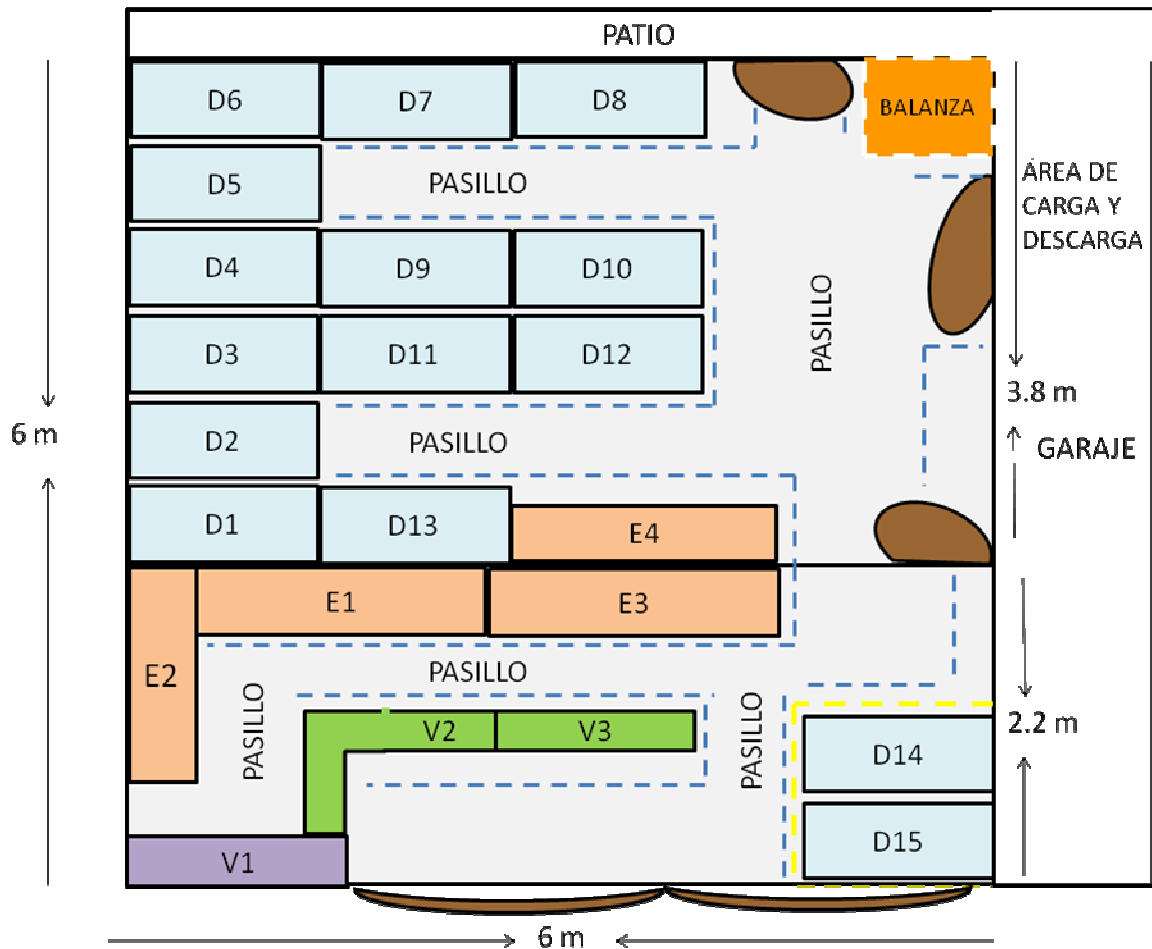 PATIO
D6
D7
D8
BALANZA
D5
PASILLO
ÁREA DE
CARGA Y
DESCARGA
D4
D9
D10
PASILLO
D3
D11
D12
3.8 m
6 m
D2
PASILLO
GARAJE
D1
D13
E4
E1
E3
E2
PASILLO
PASILLO
PASILLO
V2
V3
2.2 m
D14
D15
V1
6 m